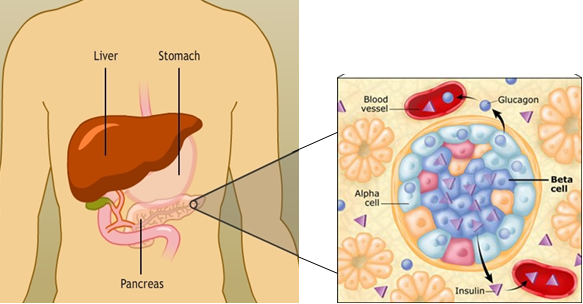 Liver
Stomach
Pancreas
Blood
vessel
Glucagon
Beta
cell
Alpha
cell
Insulin